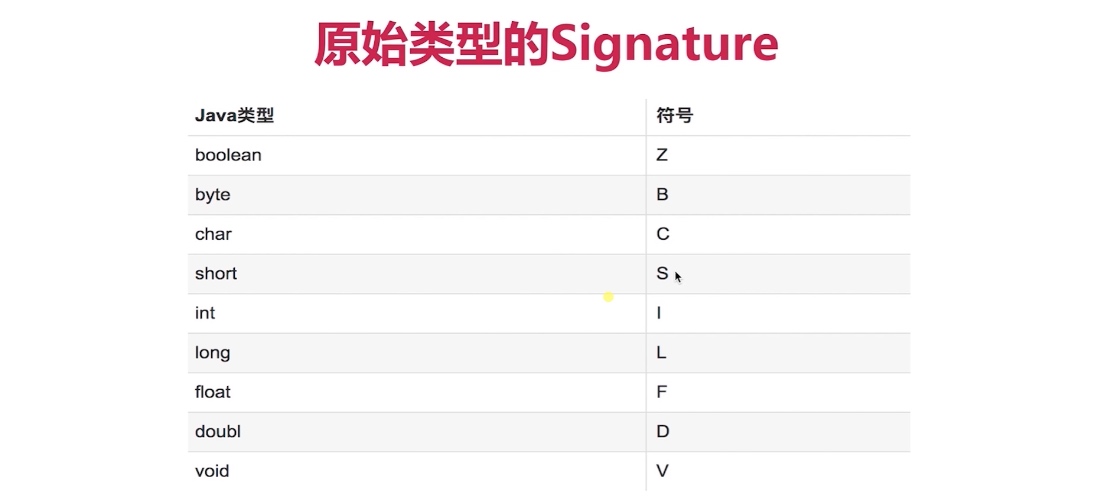 原始类型的Signature
Java类型 符号
boolean Z
byte B
char C
short S
int I
long L
float F
doubl D
void V